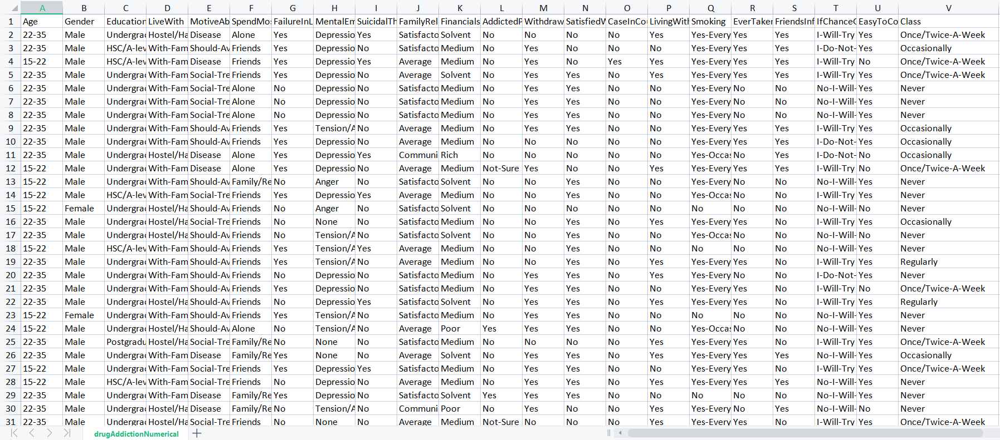 A B C D E F G H I J K L M N O P Q R S T U V
1 Age Gender Education LiveWith MotiveAb SpendMos FailureInL MentalEm SuicidalTh FamilyRel Financials AddictedP Withdraw SatisfiedW CaseInCou LivingWith Smoking EverTaken FriendsInf IfChanceG EasyToCo Class
2 22-35 Male Undergrad Hostel/Ha Disease Alone Yes Depressio Yes Satisfacto Solvent No No No No Yes Yes-Every Yes Yes I-Will-Try Yes Once/Twice-A-Week
3 22-35 Male HSC/A-lev With-Fam Should-Av Friends Yes Depressio No Satisfacto Medium No Yes No No No Yes-Every Yes Yes I-Do-Not- Yes Occasionally
4 15-22 Male HSC/A-lev With-Fam Disease Friends Yes Depressio Yes Average Medium No Yes No Yes Yes Yes-Every Yes Yes I-Will-Try No Once/Twice-A-Week
5 22-35 Male Undergrad With-Fam Social-Tre Friends Yes Depressio No Average Solvent No Yes Yes No Yes Yes-Every Yes Yes I-Will-Try Yes Once/Twice-A-Week
6 22-35 Male Undergrad With-Fam Social-Tre Alone No Depressio No Satisfacto Medium No Yes Yes No No Yes-Every No No No-I-Will- Yes Never
7 22-35 Male Undergrad With-Fam Social-Tre Alone No Depressio No Satisfacto Medium No Yes Yes No No Yes-Every No No No-I-Will- Yes Never
8 22-35 Male Undergrad With-Fam Social-Tre Alone No Depressio No Satisfacto Medium No Yes Yes No No Yes-Every No No No-I-Will- Yes Never
9 22-35 Male Undergrad With-Fam Should-Av Friends Yes Tension/A No Average Medium No Yes Yes No No Yes-Every Yes Yes I-Will-Try Yes Occasionally
10 22-35 Male Undergrad With-Fam Should-Av Friends Yes Depressio No Average Medium No No No No No Yes-Every Yes Yes I-Do-Not- Yes Occasionally
11 22-35 Male Undergrad Hostel/Ha Disease Alone Yes Depressio Yes Communi Rich No No No No No Yes-Occas No Yes I-Do-Not- No Occasionally
12 15-22 Male Undergrad With-Fam Disease Alone Yes Depressio No Average Medium Not-Sure Yes No No Yes Yes-Every Yes Yes I-Will-Try No Once/Twice-A-Week
13 15-22 Male Undergrad With-Fam Should-Av Family/Re No Anger No Satisfacto Solvent No No Yes No No Yes-Every No No No-I-Will- Yes Never
14 15-22 Male HSC/A-lev With-Fam Social-Tre Friends Yes Depressio Yes Average Medium No No Yes No No Yes-Occas No No I-Will-Try Yes Never
15 15-22 Female Undergrad Hostel/Ha Should-Av Friends No Anger No Satisfacto Solvent No No No No No No No No No-I-Will- No Never
16 22-35 Male Undergrad Hostel/Ha Social-Tre Friends No None No Satisfacto Medium No No Yes No Yes Yes-Every Yes No I-Will-Try Yes Occasionally
17 22-35 Male Undergrad Hostel/Ha Should-Av Friends No Tension/A No Satisfacto Solvent No No Yes No No Yes-Occas No No No-I-Will- No Never
18 15-22 Male HSC/A-lev With-Fam Should-Av Friends Yes Tension/A Yes Average Medium No No Yes No No No No No No-I-Will- Yes Never
19 22-35 Male Undergrad With-Fam Should-Av Friends Yes Tension/A No Average Medium No No Yes No Yes Yes-Every Yes No I-Will-Try Yes Regularly
20 22-35 Male Undergrad With-Fam Should-Av Friends No Depressio No Satisfacto Medium No Yes Yes No Yes Yes-Every No No I-Do-Not- Yes Never
21 22-35 Male Undergrad With-Fam Should-Av Friends Yes Depressio No Satisfacto Medium No Yes Yes No No Yes-Every Yes No I-Will-Try No Once/Twice-A-Week
22 22-35 Male Undergrad Hostel/Ha Should-Av Friends No Depressio Yes Satisfacto Solvent No Yes Yes No Yes Yes-Every Yes No I-Will-Try Yes Regularly
23 15-22 Female Undergrad With-Fam Should-Av Friends Yes Tension/A No Satisfacto Medium No Yes Yes No No No No No No-I-Will- Yes Never
24 15-22 Male Undergrad Hostel/Ha Should-Av Alone No Tension/A No Average Poor Yes Yes Yes No No Yes-Occas No No No-I-Will- Yes Never
25 22-35 Male Postgradu Hostel/Ha Social-Tre Family/Re No None No Satisfacto Medium No No No No Yes Yes-Every Yes No I-Will-Try Yes Once/Twice-A-Week
26 22-35 Male Undergrad With-Fam Disease Family/Re Yes None No Average Solvent No Yes Yes No Yes Yes-Every Yes Yes No-I-Will- Yes Occasionally
27 15-22 Male Undergrad With-Fam Social-Tre Friends Yes Depressio Yes Satisfacto Medium No Yes Yes No No Yes-Every Yes No I-Will-Try Yes Once/Twice-A-Week
28 15-22 Male HSC/A-lev With-Fam Social-Tre Friends No Depressio No Average Medium No Yes Yes No Yes Yes-Every Yes Yes No-I-Will- Yes Never
29 22-35 Male Undergrad With-Fam Disease Family/Re Yes Depressio No Satisfacto Solvent Yes Yes Yes No No No No No No-I-Will- Yes Never
30 22-35 Male Undergrad Hostel/Ha Disease Family/Re No Tension/A No Communi Poor No Yes No No No Yes-Every No Yes No-I-Will- No Never
31 22-35 Male Undergrad Hostel/Ha Social-Tre Friends No None No Average Medium Not-Sure No No No Yes Yes-Every Yes No I-Will-Try Yes Once/Twice-A-Week
drugAddictionNumerical